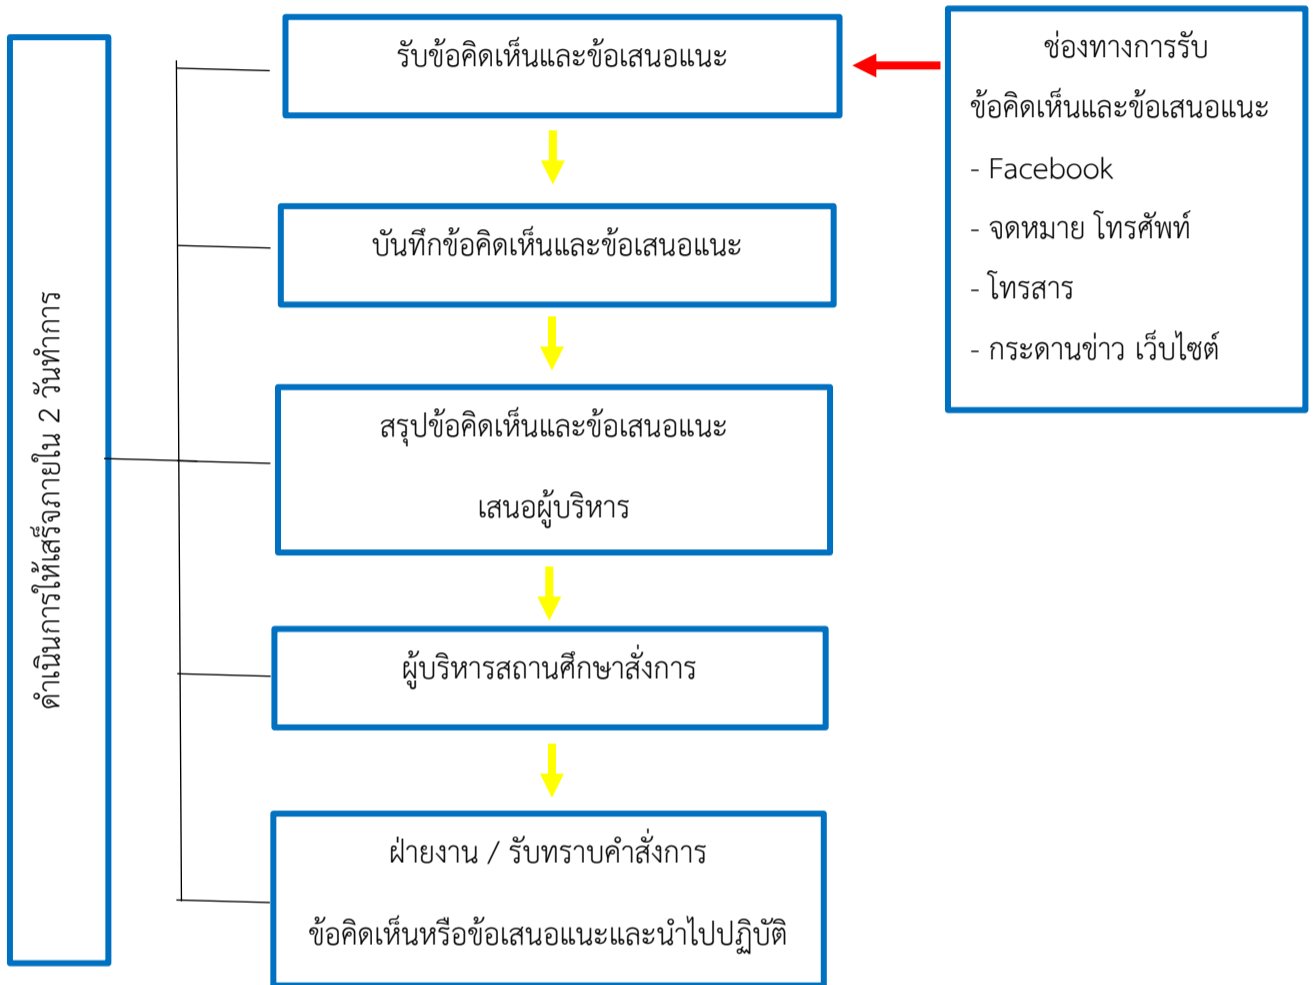 ดำเนินการให้เสร็จภายใน 2 วันทำการ
รับข้อคิดเห็นและข้อเสนอแนะ
บันทึกข้อคิดเห็นและข้อเสนอแนะ
สรุปข้อคิดเห็นและข้อเสนอแนะ
เสนอผู้บริหาร
ผู้บริหารสถานศึกษาสั่งการ
ฝ่ายงาน / รับทราบคำสั่งการ
ข้อคิดเห็นหรือข้อเสนอแนะและนำไปปฏิบัติ
ช่องทางการรับ
ข้อคิดเห็นและข้อเสนอแนะ
- Facebook
- จดหมาย โทรศัพท์
- โทรสาร
- กระดานข่าว เว็บไซต์